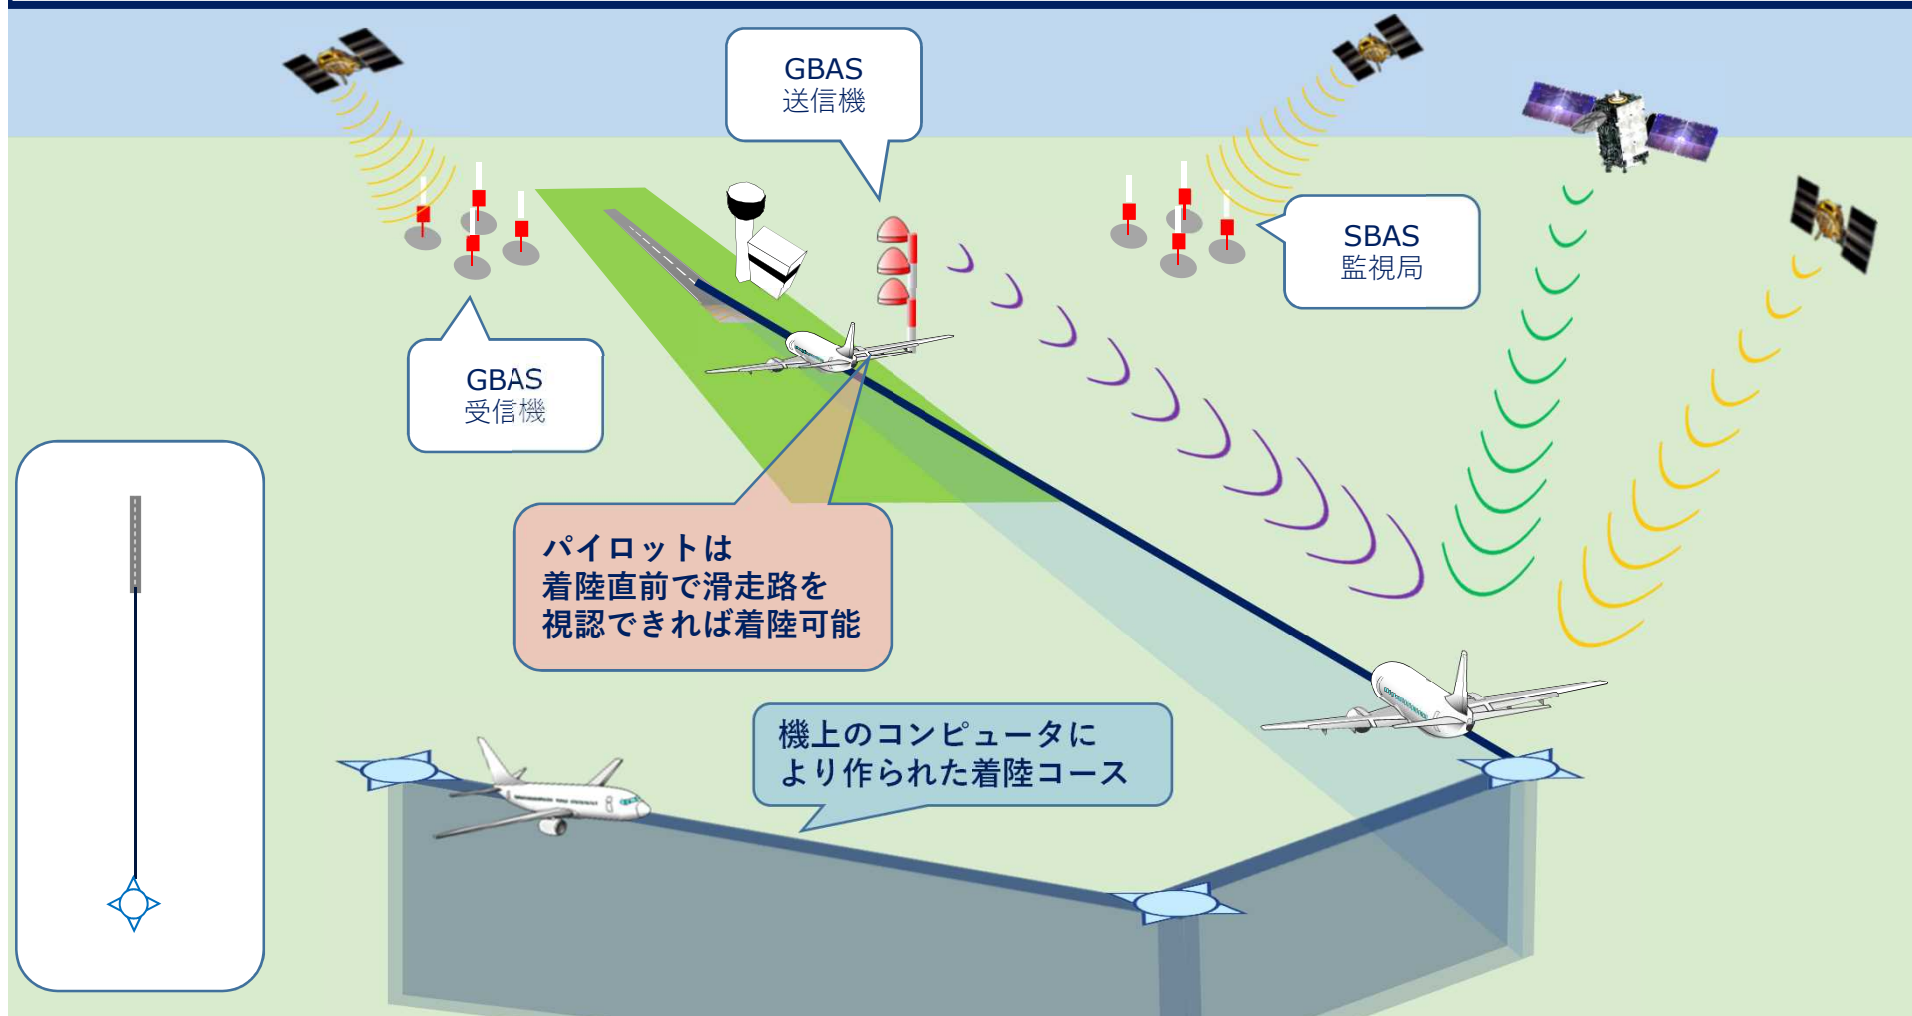 GBAS
送信機
SBAS
監視局
GBAS
受信機
パイロットは
着陸直前で滑走路を
視認できれば着陸可能
機上のコンピュータに
より作られた着陸コース